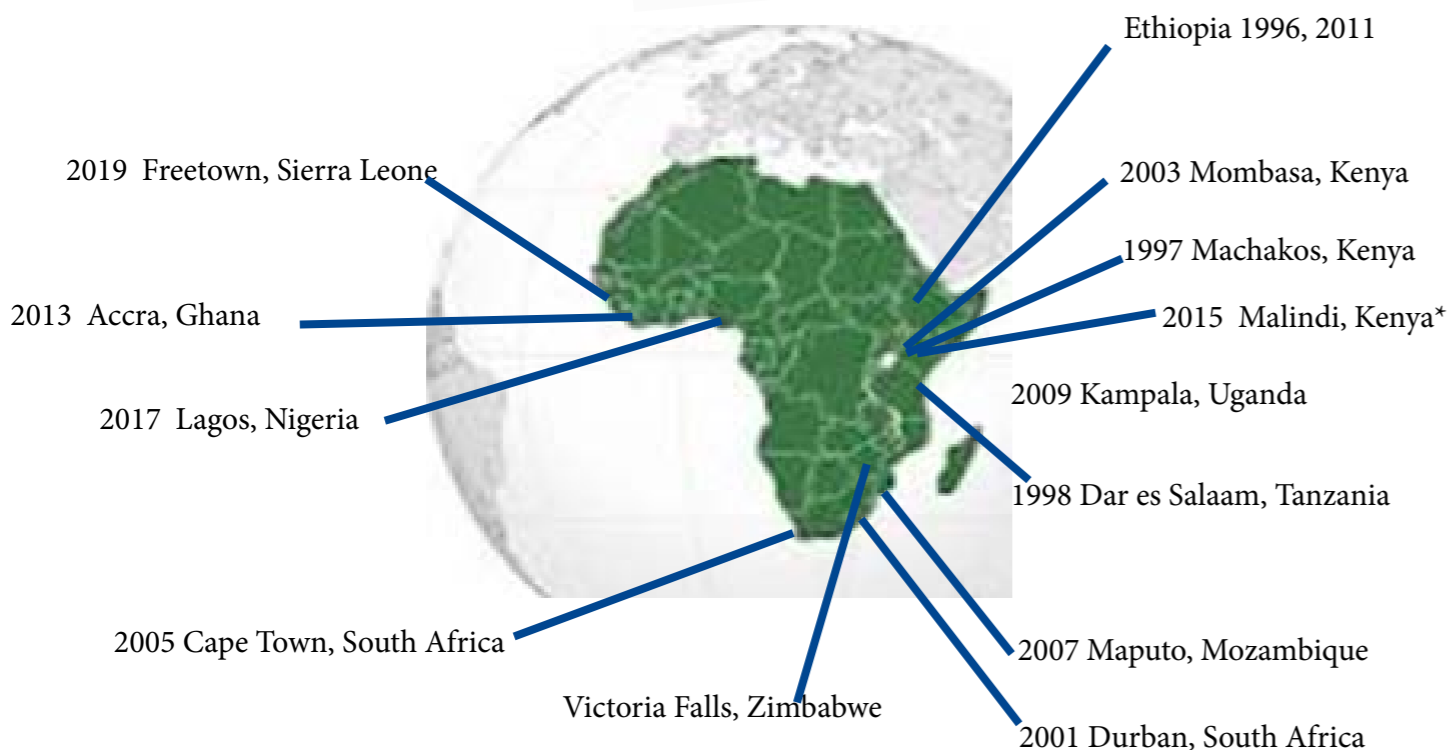 Ethiopia 1996, 2011
2019 Freetown, Sierra Leone
2003 Mombasa, Kenya
1997 Machakos, Kenya
2013 Accra, Ghana
2015 Malindi, Kenya*
2009 Kampala, Uganda
2017 Lagos, Nigeria
1998 Dar es Salaam, Tanzania
2005 Cape Town, South Africa
2007 Maputo, Mozambique
Victoria Falls, Zimbabwe
2001 Durban, South Africa